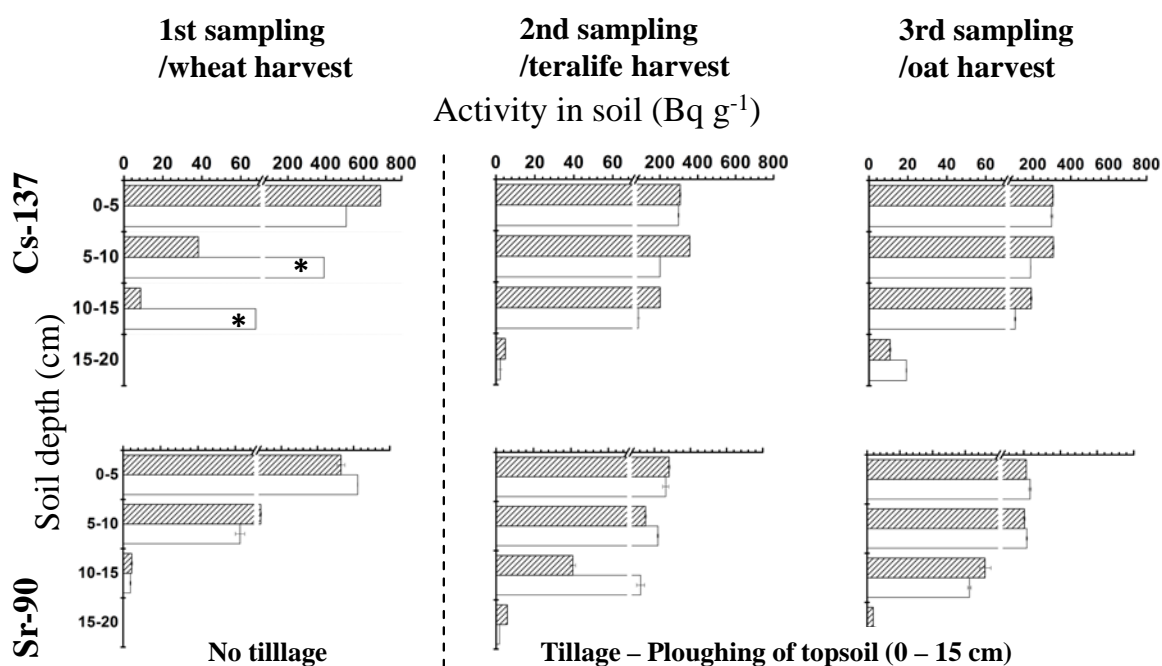 1st sampling
/wheat harvest
2nd sampling
/teralife harvest
3rd sampling
/oat harvest
Activity in soil (Bq g-1)
0 20 40 60 200 400 600 800
0 20 40 60 200 400 600 800
0 20 40 60 200 400 600 800
Cs-137
0-5
5-10
*
10-15
*
15-20
Soil depth (cm)
0-5
5-10
10-15
15-20
Sr-90
No tilllage
Tillage – Ploughing of topsoil (0 – 15 cm)